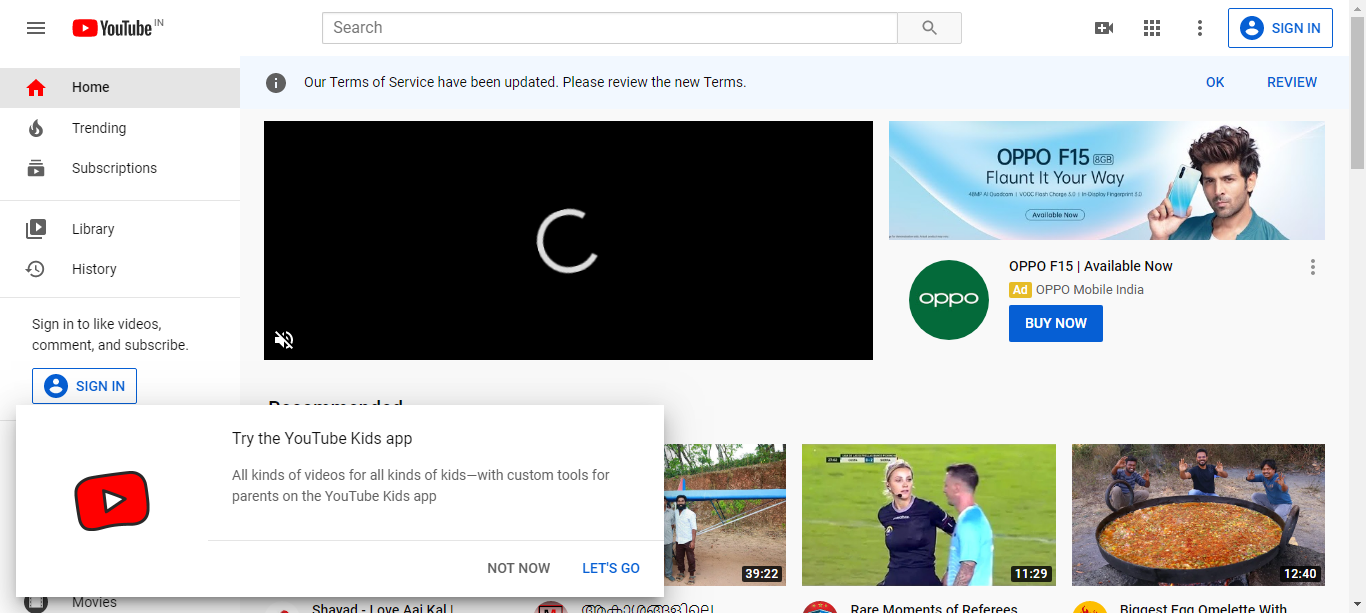 YouTube IN
Search
SIGN IN
Home
Trending
Subscriptions
Library
History
Sign in to like videos,
comment, and subscribe.
SIGN IN
Movies
Our Terms of Service have been updated. Please review the new Terms.
OK
REVIEW
OPPO F15 8GB
Flaunt It Your Way
48MP AI Quadcam | VOOC Flash Charge 3.0 | In-Display Fingerprint 3.0
Available Now
oppo
OPPO F15 | Available Now
Ad OPPO Mobile India
BUY NOW
Recommended
Try the YouTube Kids app
All kinds of videos for all kinds of kids—with custom tools for
parents on the YouTube Kids app
NOT NOW
LET'S GO
39:22
11:29
12:40
Shayad - Love Aaj Kal |
ആകാശങ്ങളിലെ
Rare Moments of Referees
Biggest Egg Omelette With